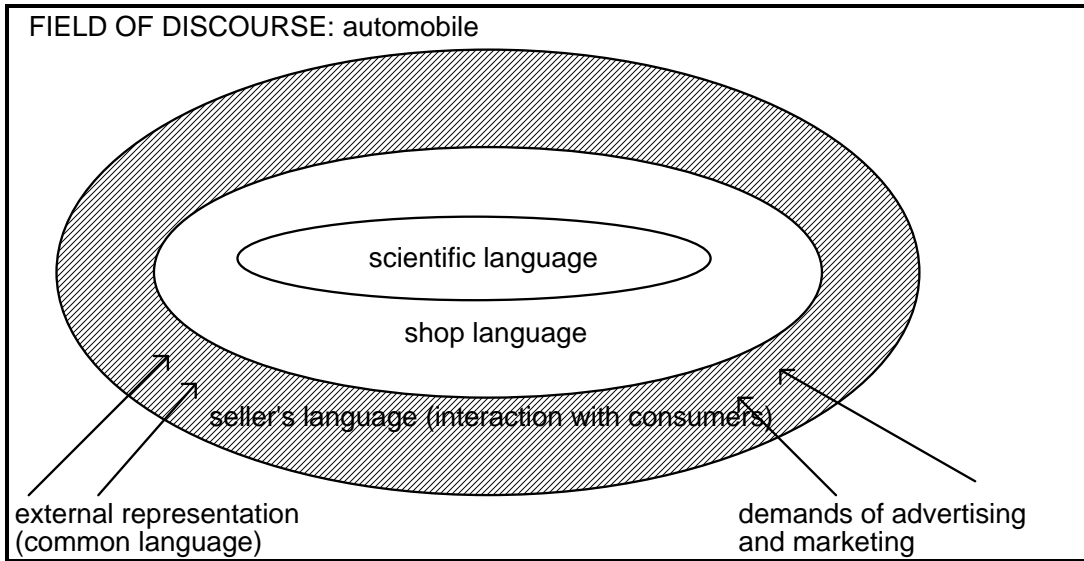 FIELD OF DISCOURSE: automobile
scientific language
shop language
seller's language (interaction with consumers)
external representation
(common language)
demands of advertising
and marketing